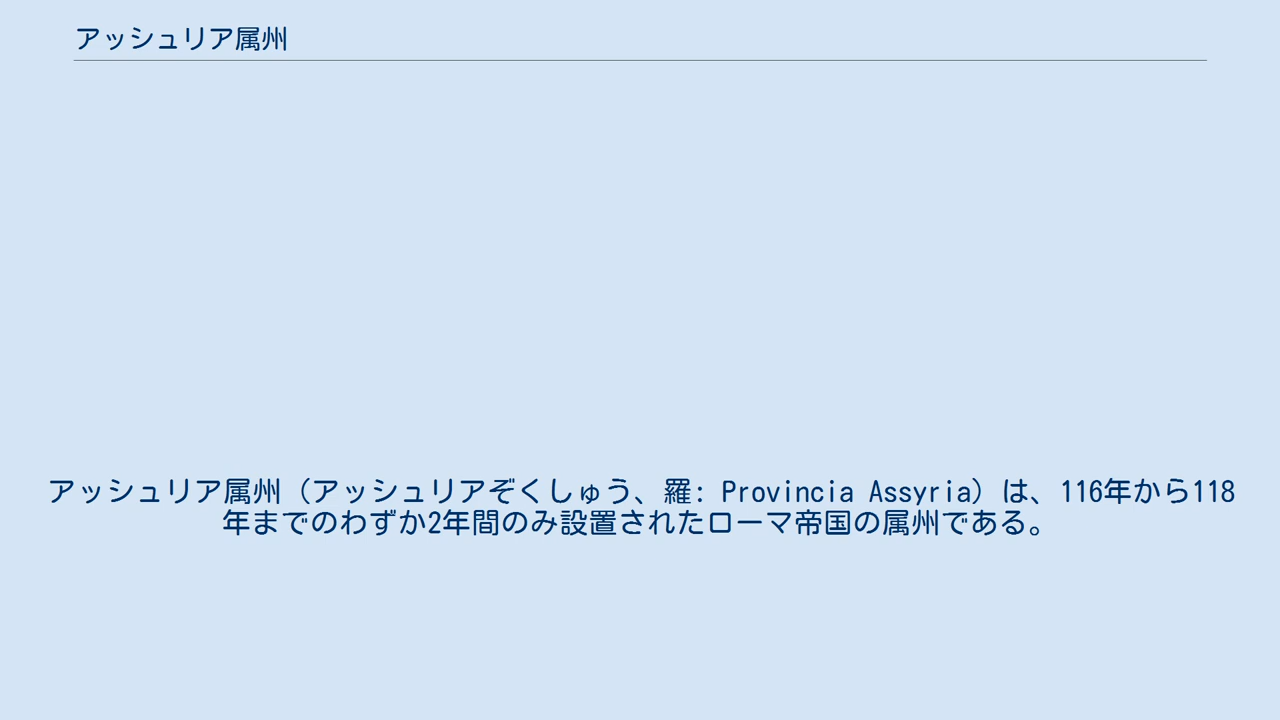 アッシュリア属州
アッシュリア属州（アッシュリアぞくしゅう、羅: Provincia Assyria）は、116年から118
年までのわずか2年間のみ設置されたローマ帝国の属州である。